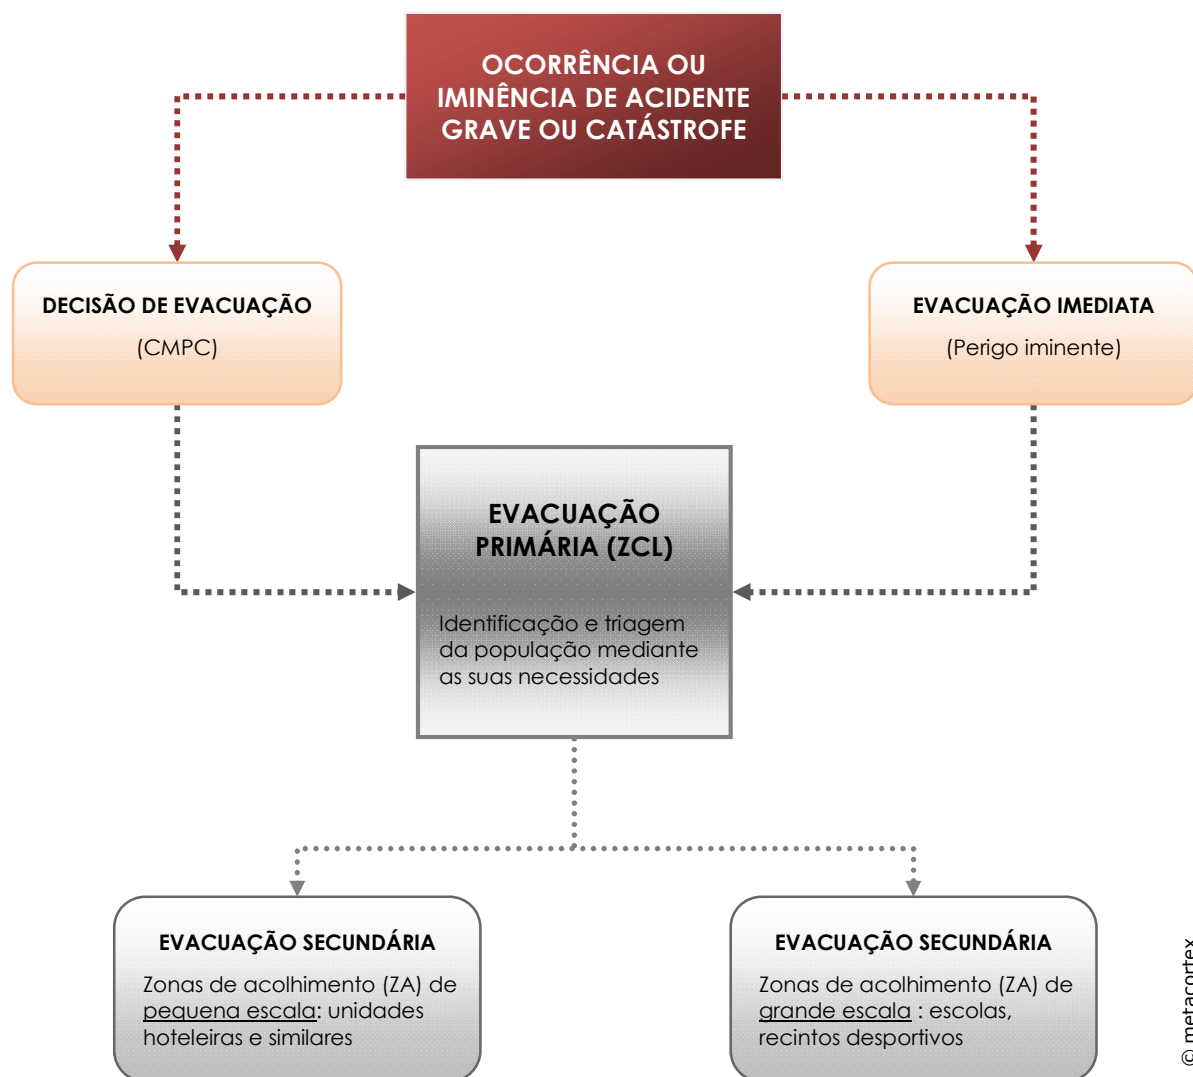 OCORRÊNCIA OU
IMINÊNCIA DE ACIDENTE
GRAVE OU CATÁSTROFE
DECISÃO DE EVACUAÇÃO
(CMPC)
EVACUAÇÃO IMEDIATA
(Perigo iminente)
EVACUAÇÃO
PRIMÁRIA (ZCL)
Identificação e triagem
da população mediante
as suas necessidades
EVACUAÇÃO SECUNDÁRIA
Zonas de acolhimento (ZA) de
pequena escala: unidades
hoteleiras e similares
EVACUAÇÃO SECUNDÁRIA
Zonas de acolhimento (ZA) de
grande escala : escolas,
recintos desportivos
© metacortex